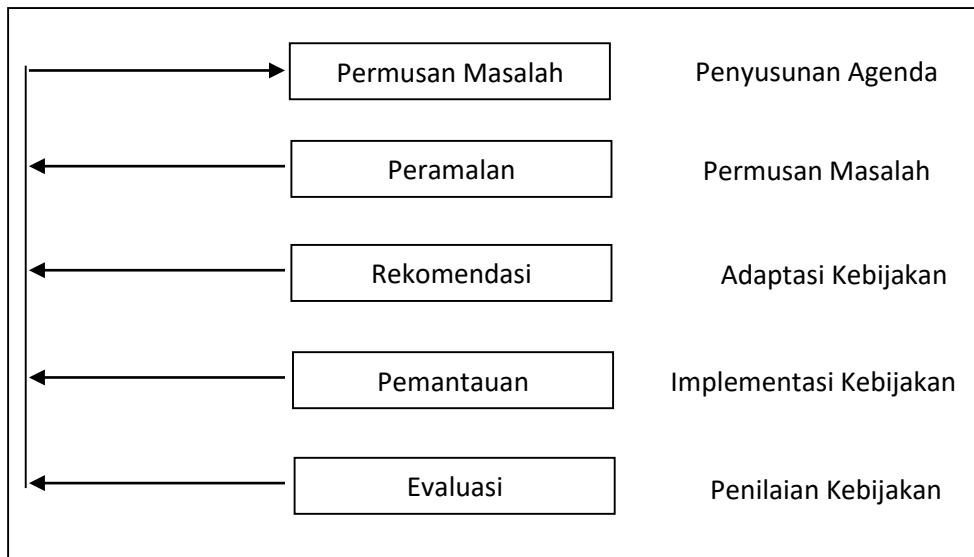 Permusan Masalah Penyusunan Agenda
Peramalan Permusan Masalah
Rekomendasi Adaptasi Kebijakan
Pemantauan Implementasi Kebijakan
Evaluasi Penilaian Kebijakan